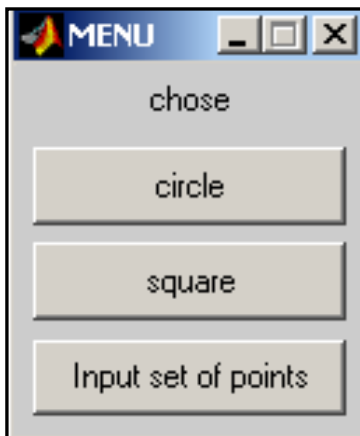 MENU
chose
circle
square
Input set of points